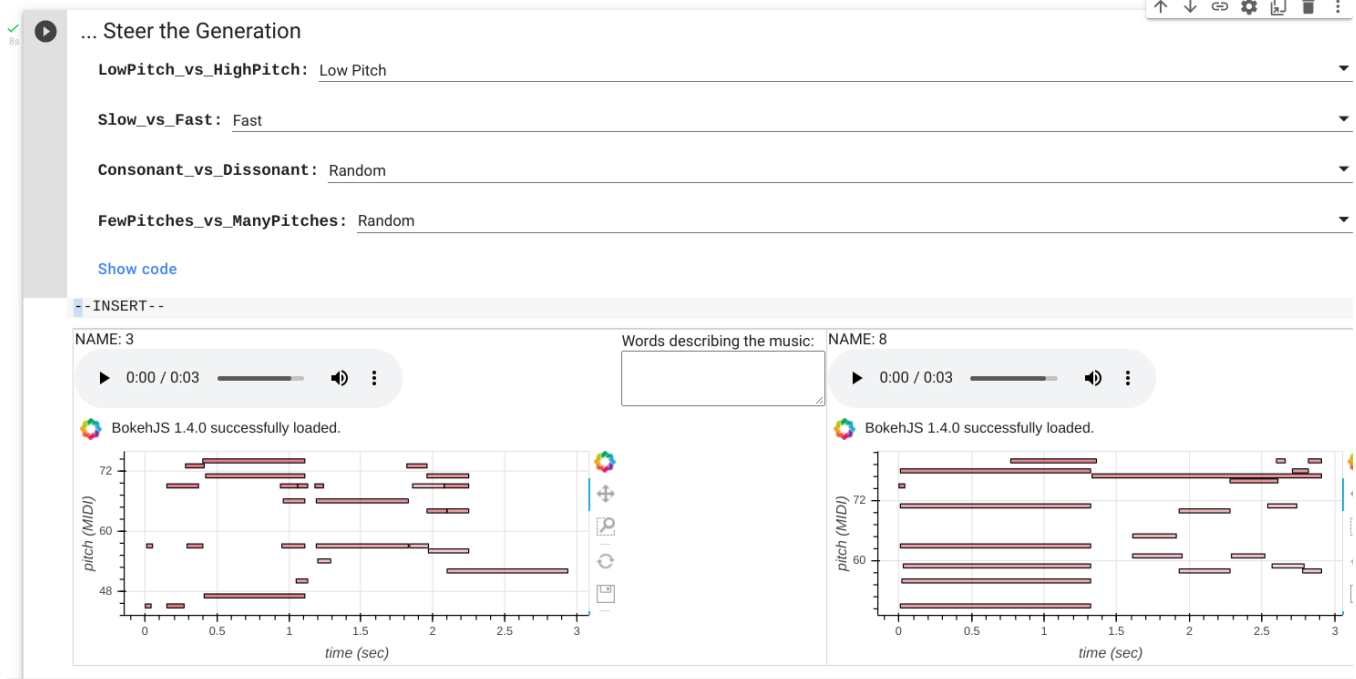 8s
... Steer the Generation
LowPitch_vs_HighPitch: Low Pitch
Slow_vs_Fast: Fast
Consonant_vs_Dissonant: Random
FewPitches_vs_ManyPitches: Random
Show code
--INSERT--
NAME: 3
0:00 / 0:03
BokehJS 1.4.0 successfully loaded.
72
60
48
pitch (MIDI)
0 0.5 1 1.5 2 2.5 3
time (sec)
Words describing the music:
NAME: 8
0:00 / 0:03
BokehJS 1.4.0 successfully loaded.
72
60
pitch (MIDI)
0 0.5 1 1.5 2 2.5 3
time (sec)